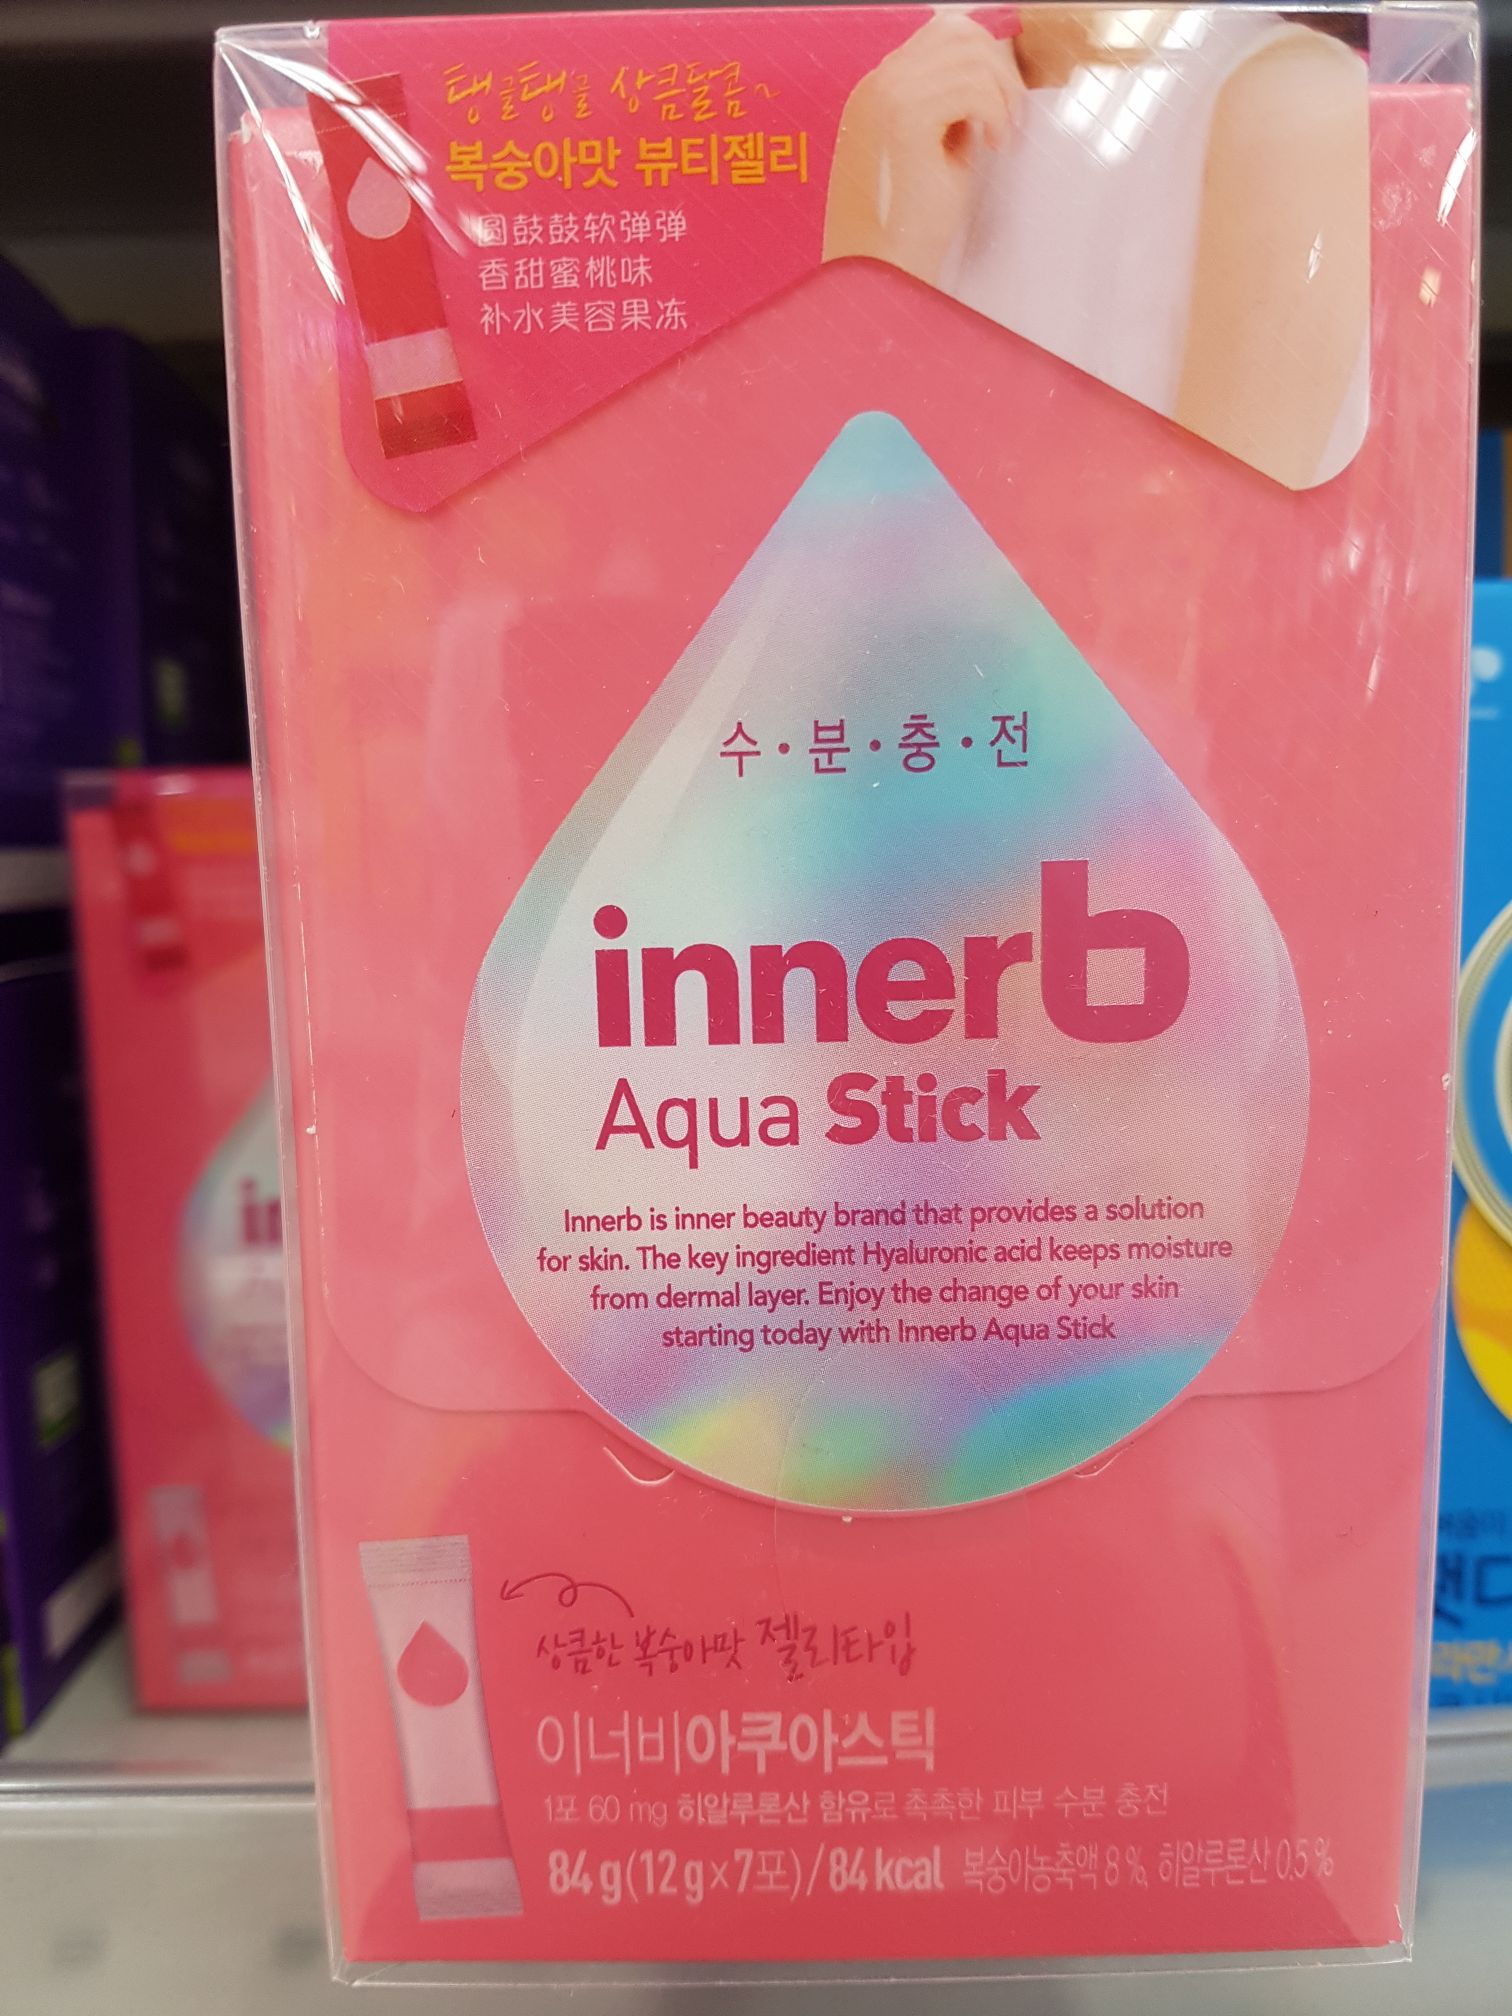 탱글탱글 상큼달콤~
복숭아맛 뷰티젤리
圆鼓鼓软弹弹
香甜蜜桃味
补水美容果冻
수·분·충·전
innerb
Aqua Stick
Innerb is inner beauty brand that provides a solution
for skin. The key ingredient Hyaluronic acid keeps moisture
from dermal layer. Enjoy the change of your skin
starting today with Innerb Aqua Stick
상큼한 복숭아맛 젤리타입
이너비아쿠아스틱
1포 60 mg 히알루론산 함유로 촉촉한 피부 수분 충전
84 g(12 g×7포)/84 kcal 복숭아농축액 8 %, 히알루론산 0.5 %